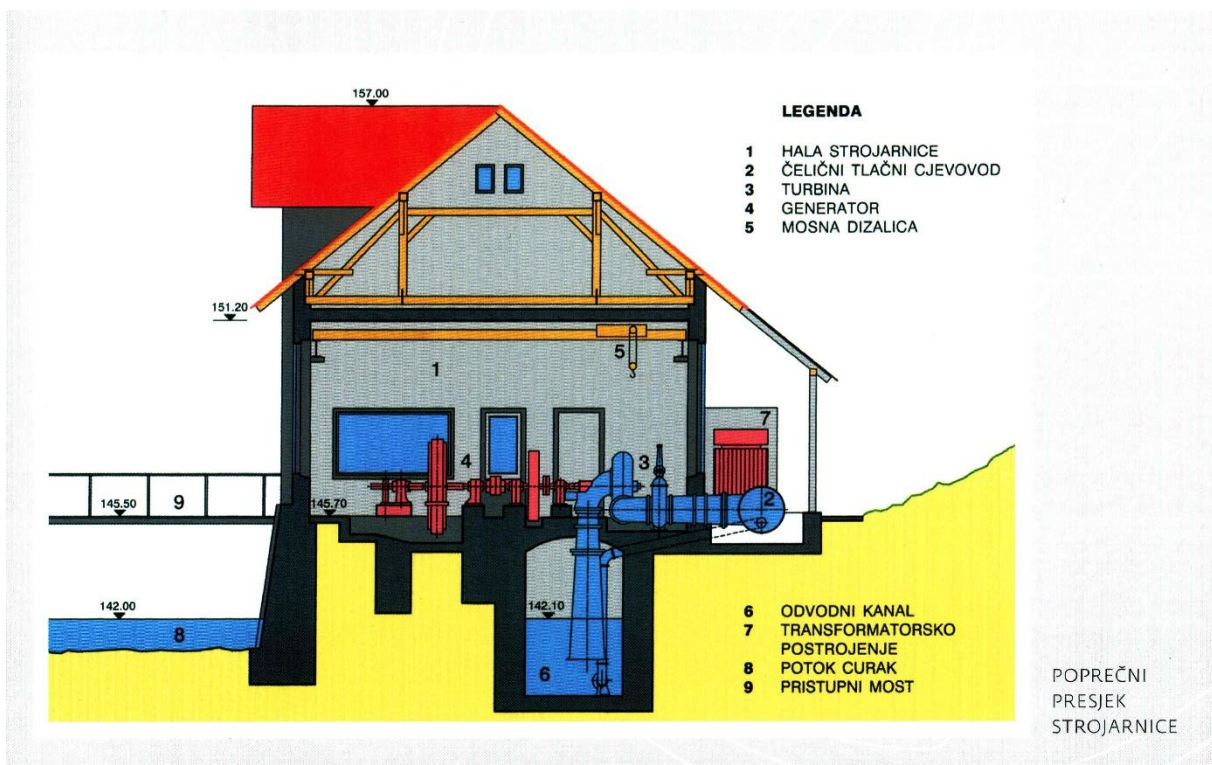 157.00
LEGENDA
1 HALA STROJARNICE
2 ČELIČNI TLAČNI CJEVOVOD
3 TURBINA
4 GENERATOR
5 MOSNA DIZALICA
151.20
5
1
7
4
3
2
145.50
9
145.70
142.00
8
142.10
6
6 ODVODNI KANAL
7 TRANSFORMATORSKO
POSTROJENJE
8 POTOK CURAK
9 PRISTUPNI MOST
POPREČNI
PRESJEK
STROJARNICE